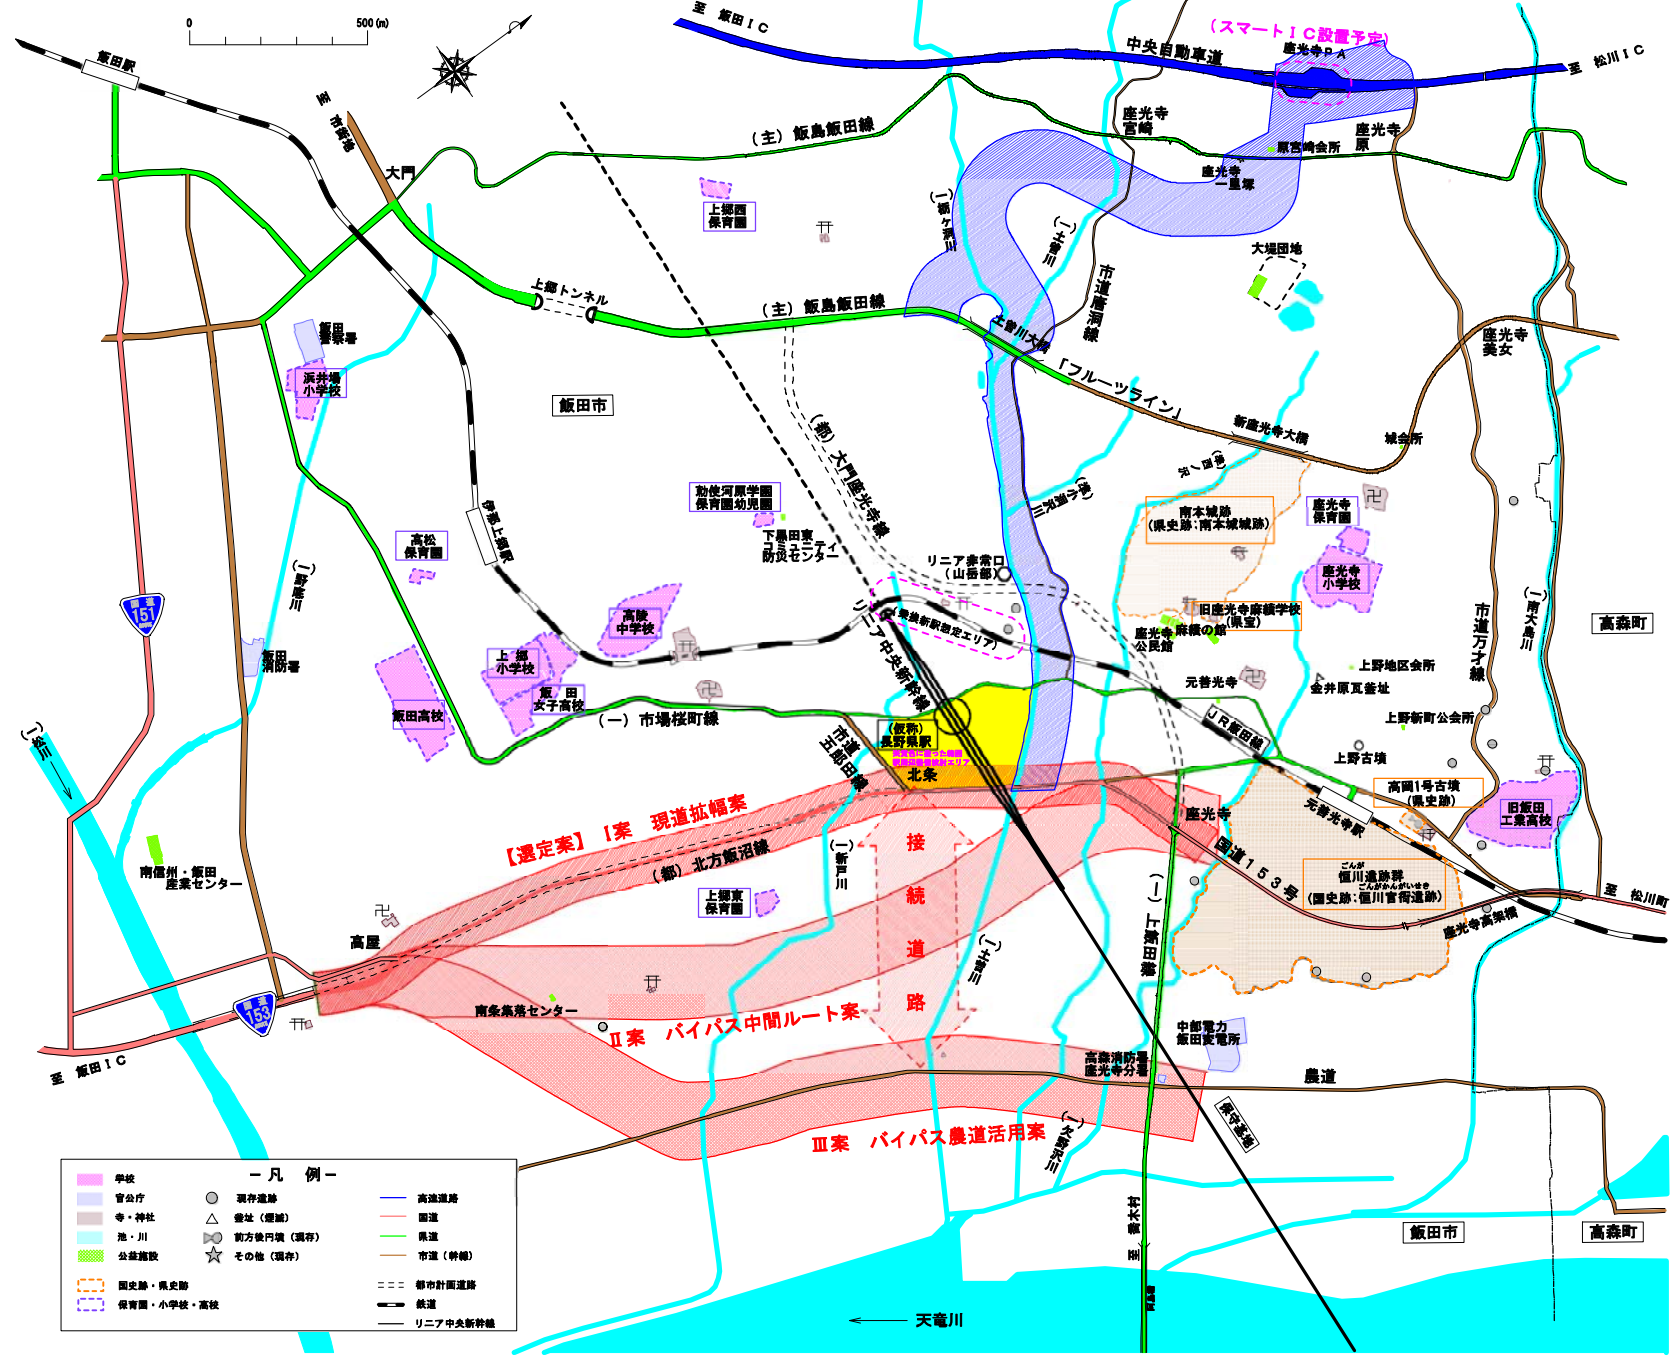 0 500(m)
至 飯田IC
(スマートIC設置予定)
中央自動車道
座光寺PA
至 松川IC
飯田駅
至 市街地
大門
(主)飯島飯田線
座光寺
宮崎
座光寺
原
原宮崎会所
座光寺
一里塚
上郷西
保育園
(一)土曽川
市道座洞線
大堤団地
上郷トンネル
(主)飯島飯田線
土曽川大橋
「フルーツライン」
座光寺
美女
飯田
警察署
浜井場
小学校
飯田市
(都)大門座光寺線
新座光寺大橋
城会所
伊那上郷駅
高松
保育園
勅使河原学園
保育園幼児園
下黒田東
コミュニティ
防災センター
リニア非常口
(山岳部)
南本城跡
(県史跡:南本城城跡)
座光寺
保育園
座光寺
小学校
国道
151
(一)野底川
飯田
消防署
高陵
中学校
上郷
小学校
飯田
女子高校
飯田高校
(乗換新駅想定エリア)
リニア中央新幹線
旧座光寺麻績学校
(県宝)
麻績の館
座光寺
公民館
市道万才線
(一)南大島川
高森町
上野地区会所
金井原瓦窯址
元善光寺
上野新町公会所
(一)市場桜町線
市道
五郎田線
(仮称)
長野県駅
北条
JR飯田線
上野古墳
元善光寺駅
高岡1号古墳
(県史跡)
旧飯田
工業高校
(一)松川
【選定案】Ⅰ案 現道拡幅案
(都)北方飯沼線
座光寺
国道153号
ごんが
恒川遺跡群
ごんがかんがいせき
(国史跡:恒川官衙遺跡)
至 松川町
座光寺高架橋
南信州・飯田
産業センター
(一)新戸川
接続道路
上郷東
保育園
(一)土曽川
(一)上飯田線
高屋
国道
153
至 飯田IC
南条集落センター
Ⅱ案 バイパス中間ルート案
中部電力
飯田変電所
高森消防署
座光寺分署
農道
保守基地
Ⅲ案 バイパス農道活用案
(一)欠野沢川
至 喬木村
飯田市
高森町
天竜川
-凡 例-
学校
官公庁
寺・神社
池・川
公益施設
国史跡・県史跡
保育園・小学校・高校
現存遺跡
窯址(煙滅)
前方後円墳(現存)
その他(現存)
高速道路
国道
県道
市道(幹線)
都市計画道路
鉄道
リニア中央新幹線